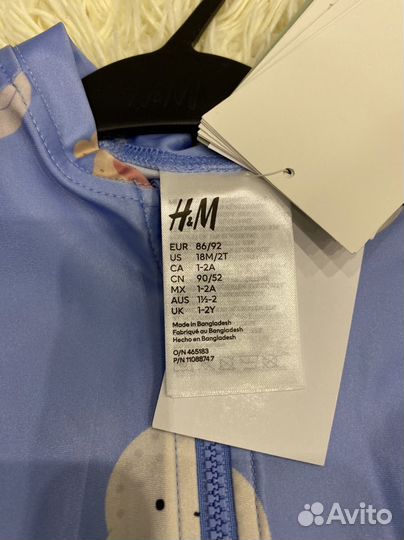 H&M
H&M
EUR 86/92
US 18M/2T
CA 1-2A
CN 90/52
MX 1-2A
AUS 1½-2
UK 1-2Y
Made in Bangladesh
Fabriqué au Bangladesh
Hecho en Bangladesh
O/N 465183
P/N 11088747
Avito